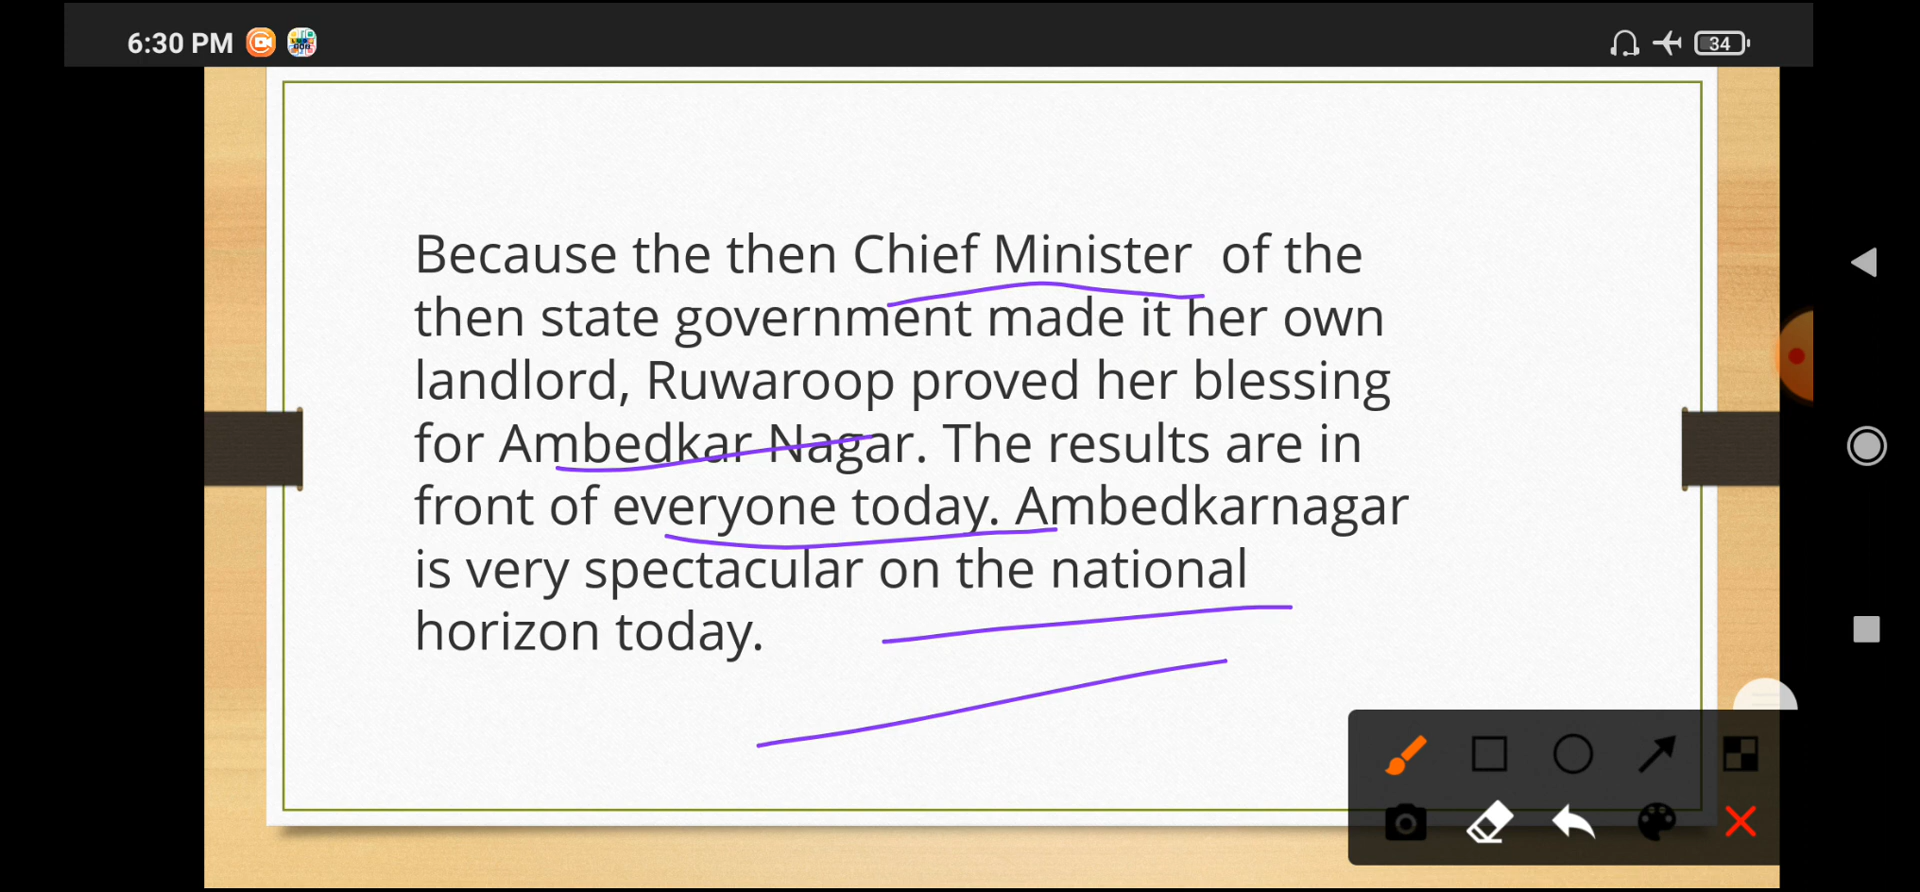 6:30 PM
34
Because the then Chief Minister of the
then state government made it her own
landlord, Ruwaroop proved her blessing
for Ambedkar Nagar. The results are in
front of everyone today. Ambedkarnagar
is very spectacular on the national
horizon today.